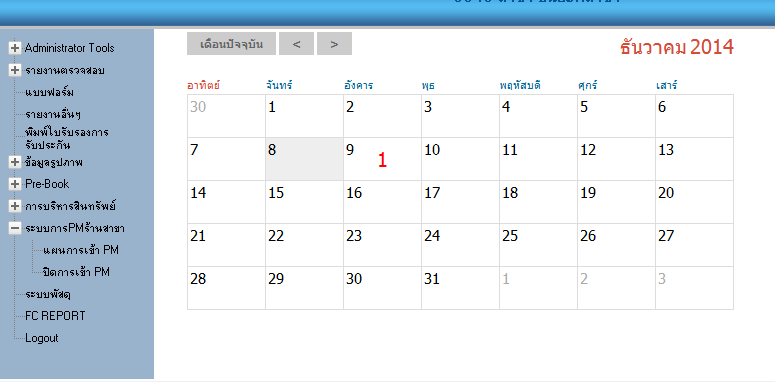 เดือนปัจจุบัน < >
ธันวาคม 2014
Administrator Tools
รายงานตรวจสอบ
แบบฟอร์ม
รายงานอื่นๆ
พิมพ์ใบรับรองการ
รับประกัน
ข้อมูลรูปภาพ
Pre-Book
การบริหารสินทรัพย์
ระบบการPMร้านสาขา
แผนการเข้า PM
ปิดการเข้า PM
ระบบพัสดุ
FC REPORT
Logout
อาทิตย์ จันทร์ อังคาร พุธ พฤหัสบดี ศุกร์ เสาร์
30 1 2 3 4 5 6
7 8 9 1 10 11 12 13
14 15 16 17 18 19 20
21 22 23 24 25 26 27
28 29 30 31 1 2 3